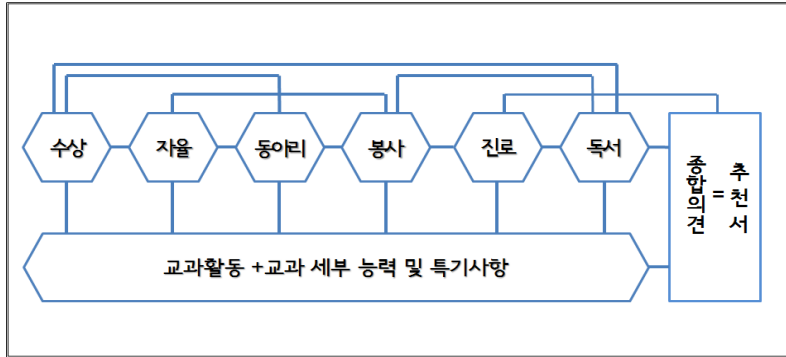 수상
자율
동아리
봉사
진로
독서
종합의견
=
추천서
교과활동 +교과 세부 능력 및 특기사항